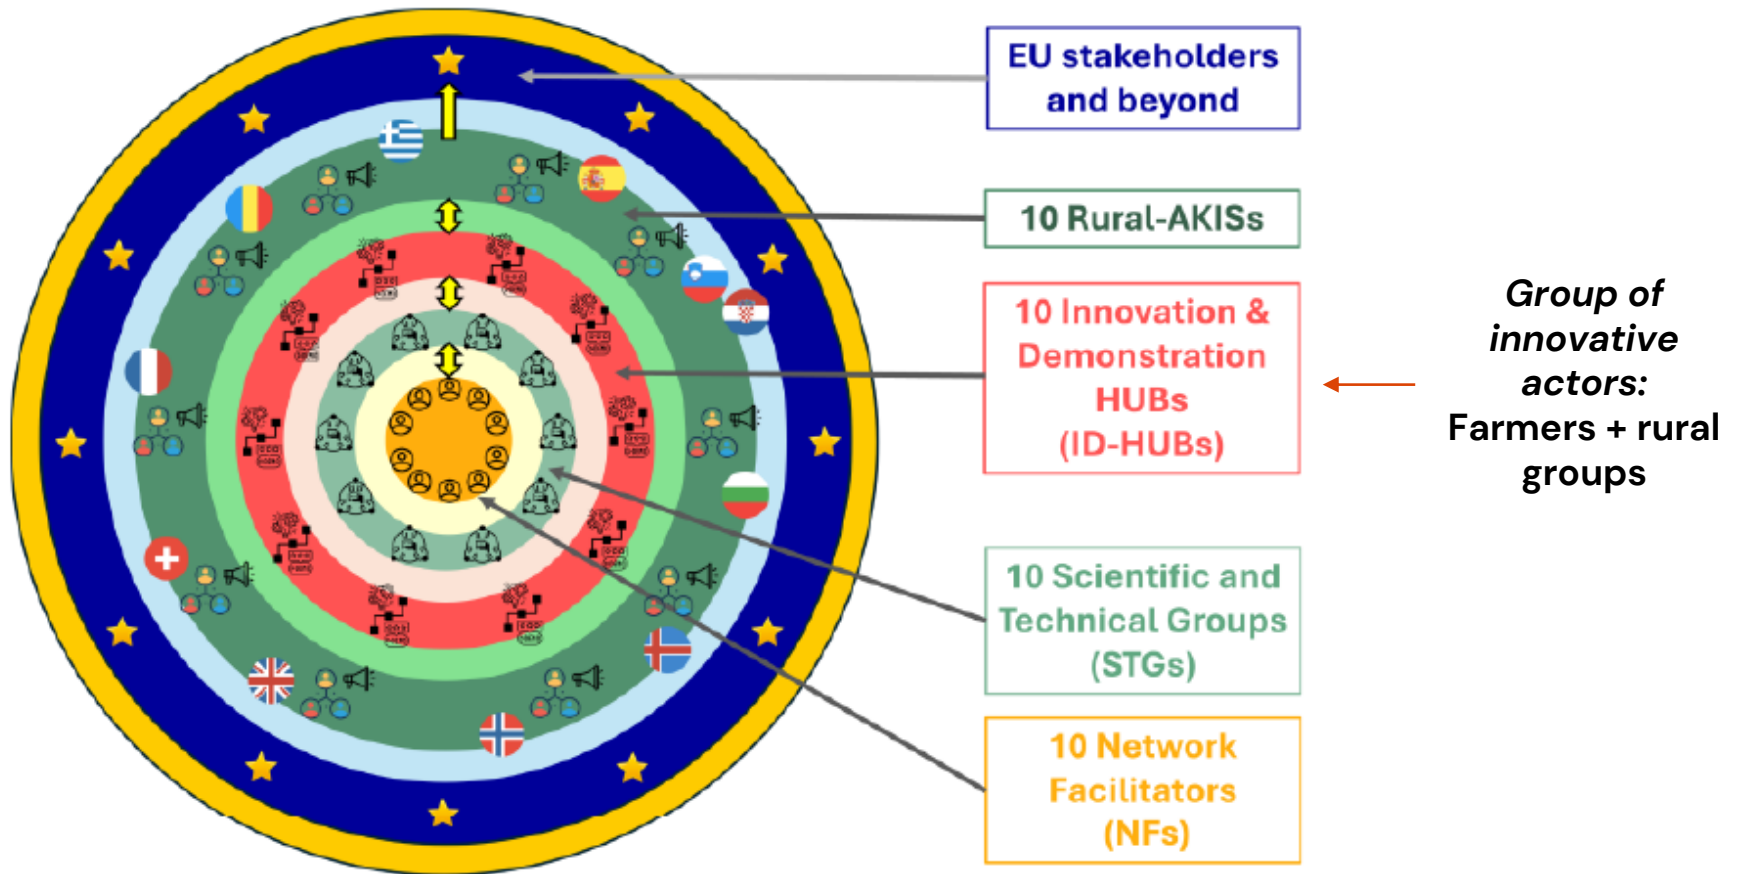 EU stakeholders
and beyond
10 Rural-AKISs
10 Innovation &
Demonstration
HUBs
(ID-HUBs)
Group of
innovative
actors:
Farmers + rural
groups
10 Scientific and
Technical Groups
(STGs)
10 Network
Facilitators
(NFs)